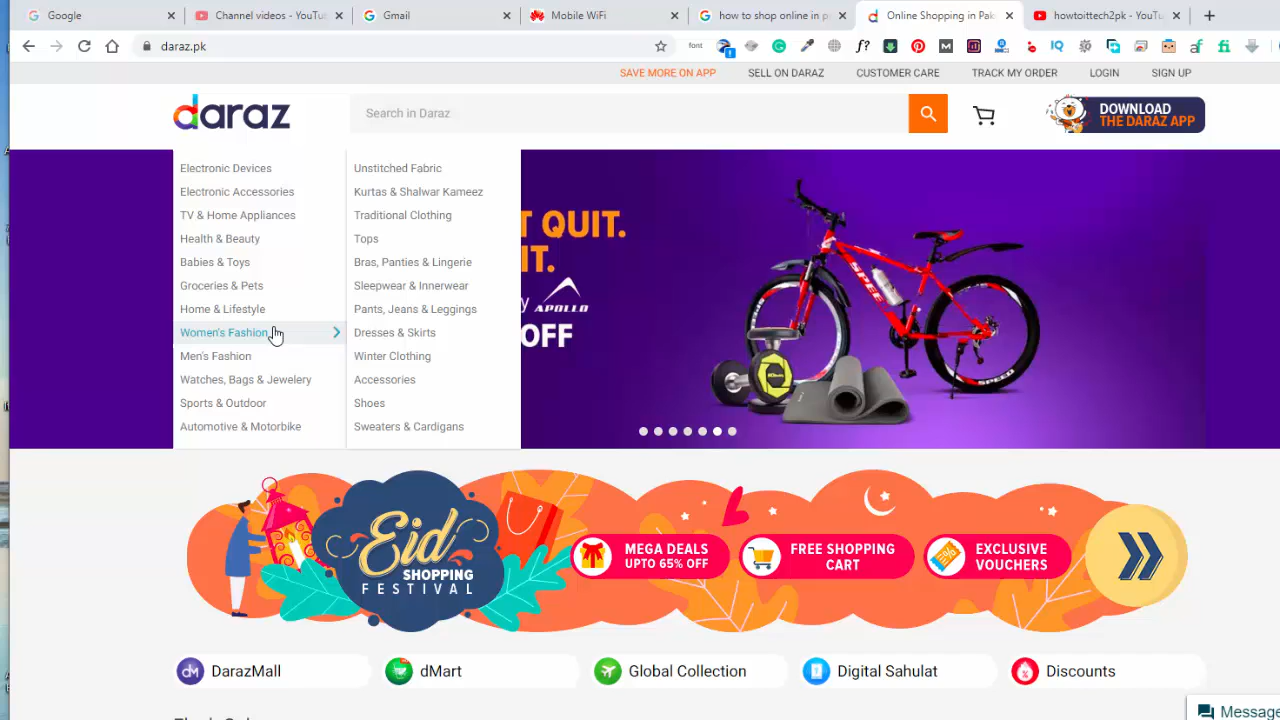 Google
Channel videos - YouTu
Gmail
Mobile WiFi
how to shop online in p
Online Shopping in Pak
howtoittech2pk - YouTu
daraz.pk
font
f?
SAVE MORE ON APP
SELL ON DARAZ
CUSTOMER CARE
TRACK MY ORDER
LOGIN
SIGN UP
daraz
Search in Daraz
DOWNLOAD
THE DARAZ APP
Electronic Devices
Electronic Accessories
TV & Home Appliances
Health & Beauty
Babies & Toys
Groceries & Pets
Home & Lifestyle
Women's Fashion
Men's Fashion
Watches, Bags & Jewelery
Sports & Outdoor
Automotive & Motorbike
Unstitched Fabric
Kurtas & Shalwar Kameez
Traditional Clothing
Tops
Bras, Panties & Lingerie
Sleepwear & Innerwear
Pants, Jeans & Leggings
Dresses & Skirts
Winter Clothing
Accessories
Shoes
Sweaters & Cardigans
T QUIT.
IT.
y APOLLO
OFF
Eid
SHOPPING
FESTIVAL
MEGA DEALS
UPTO 65% OFF
FREE SHOPPING
CART
EXCLUSIVE
VOUCHERS
DarazMall
dMart
Global Collection
Digital Sahulat
Discounts
Message